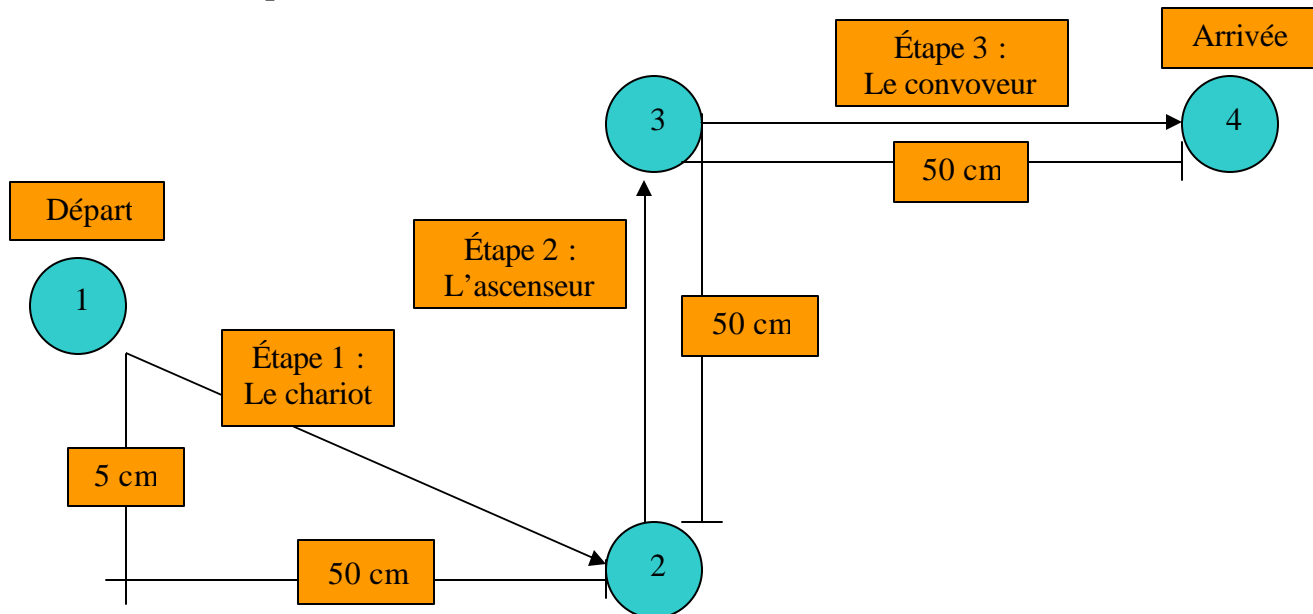 Arrivée
Étape 3 :
Le convoveur
3
4
50 cm
Départ
Étape 2 :
L'ascenseur
1
50 cm
Étape 1 :
Le chariot
5 cm
2
50 cm